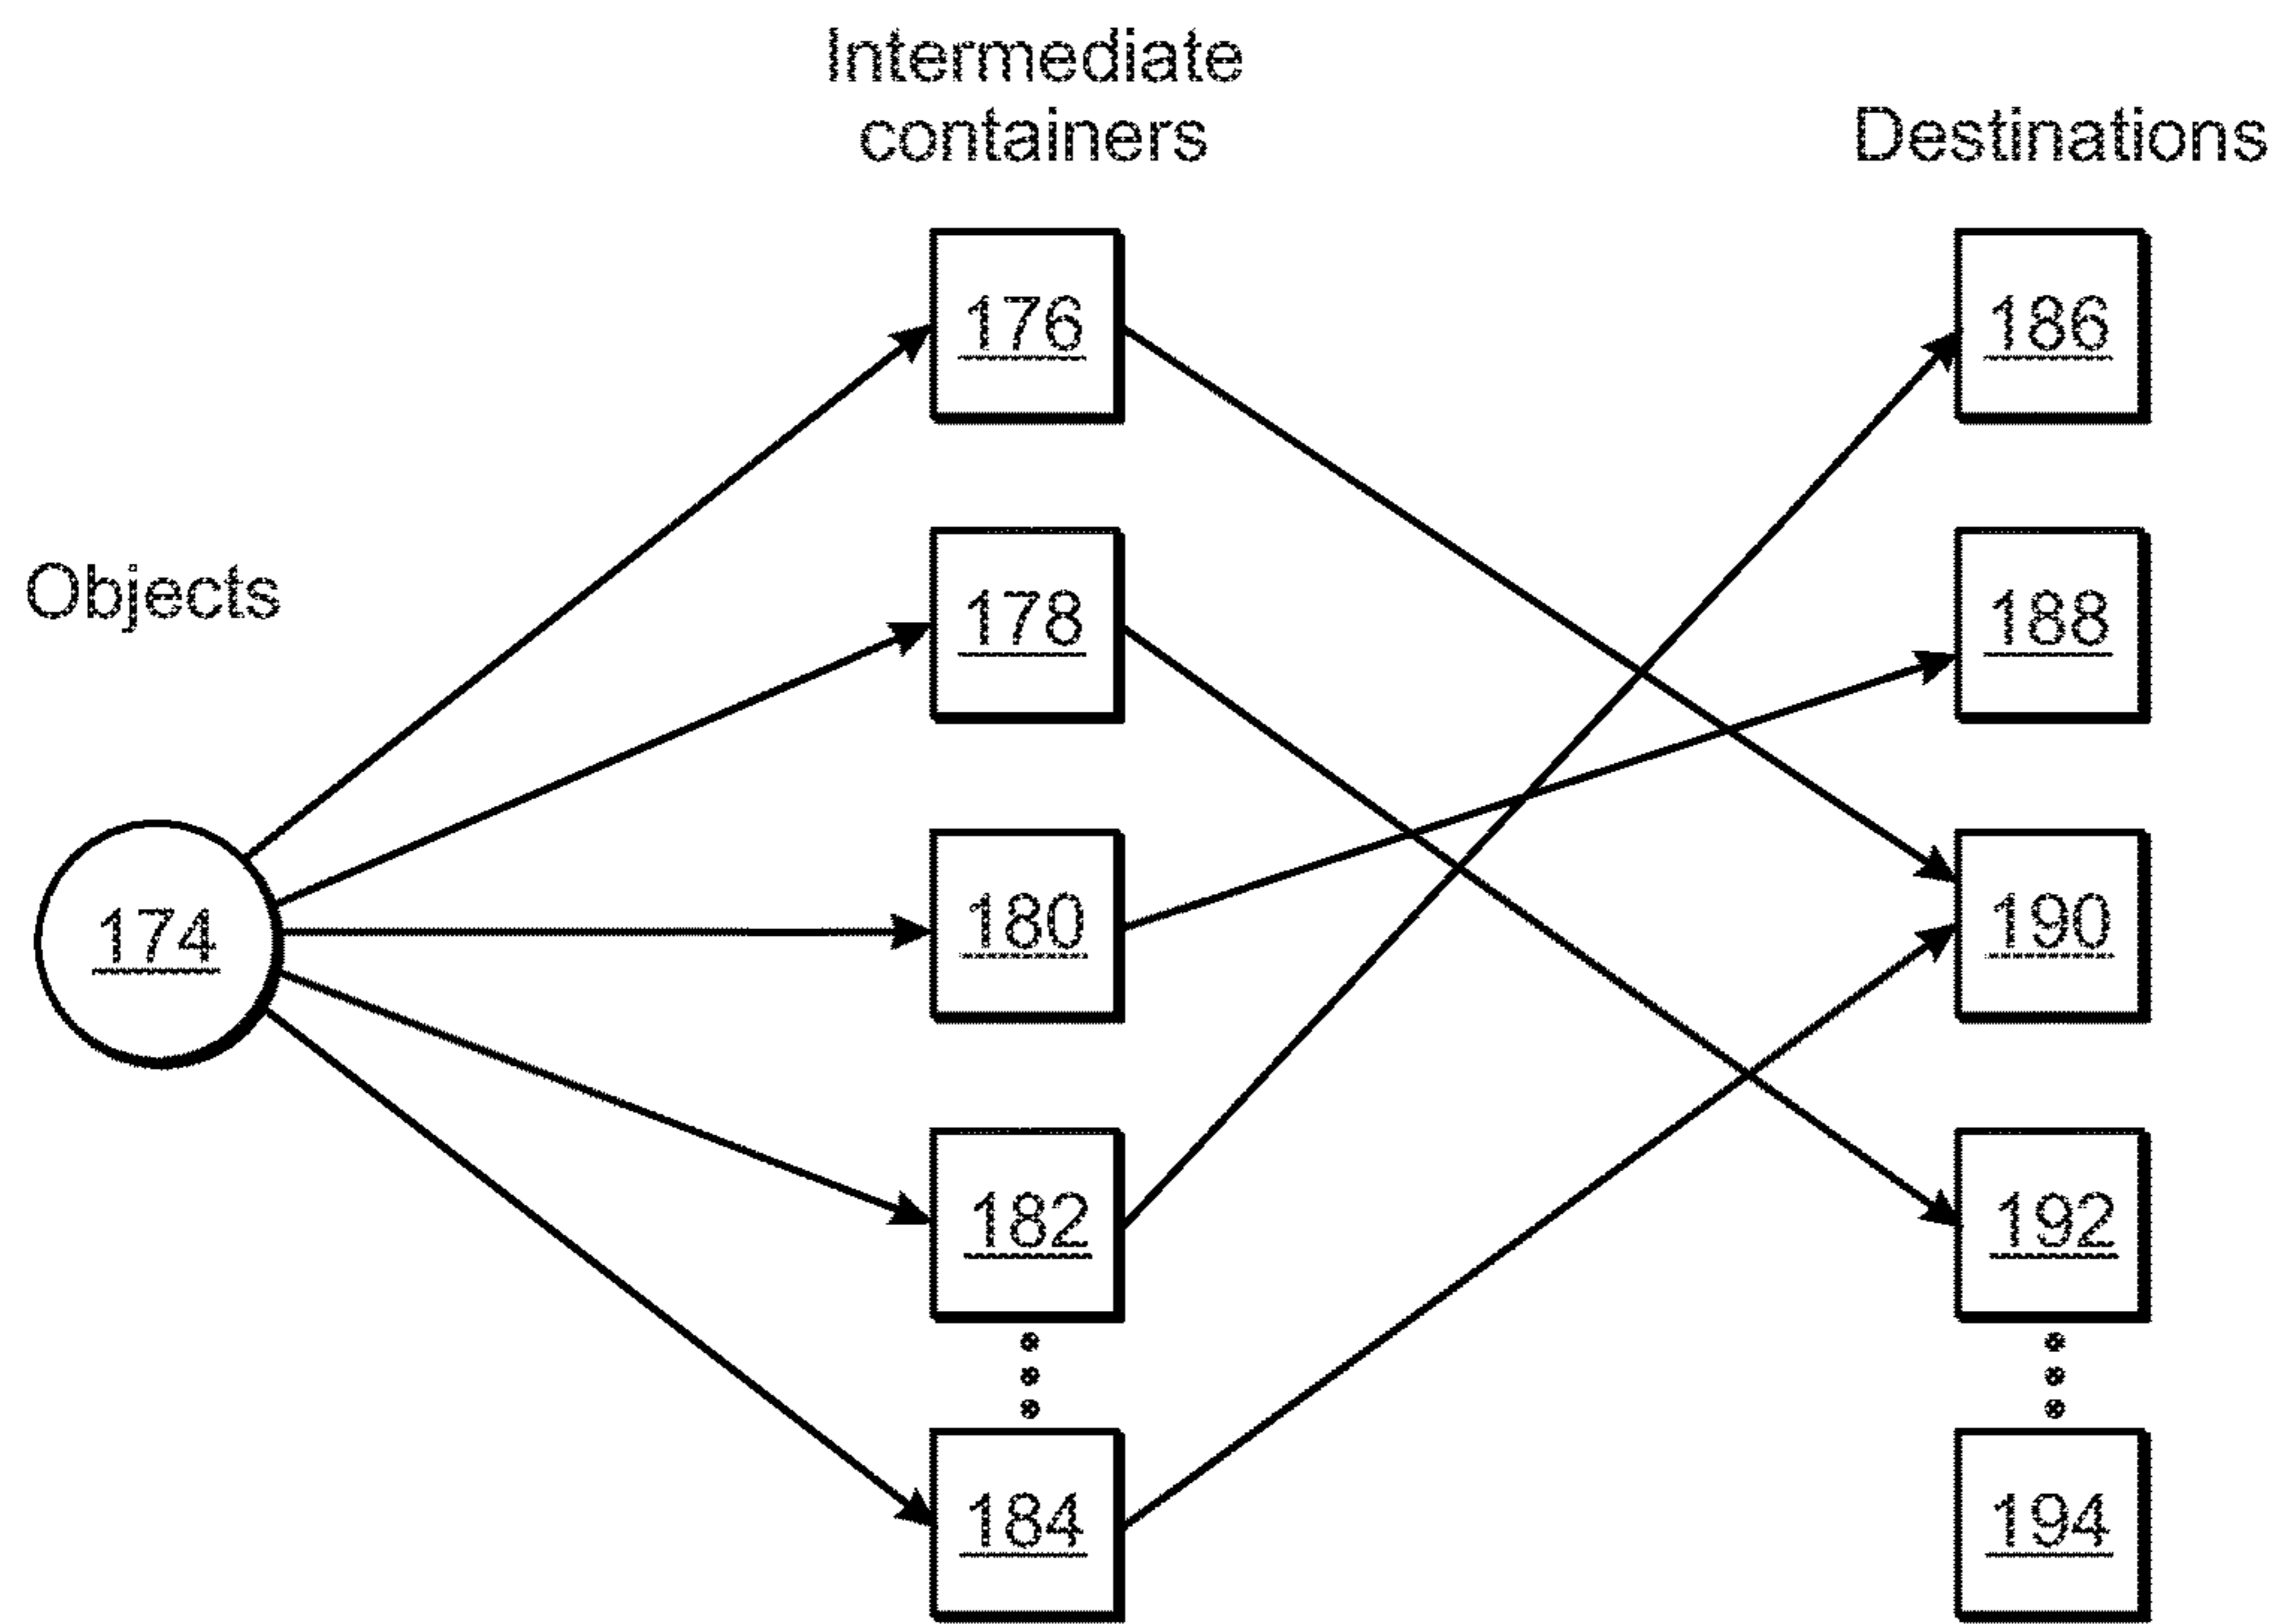 Intermediate
containers
Destinations
Objects
176
186
178
188
174
180
190
182
192
184
194